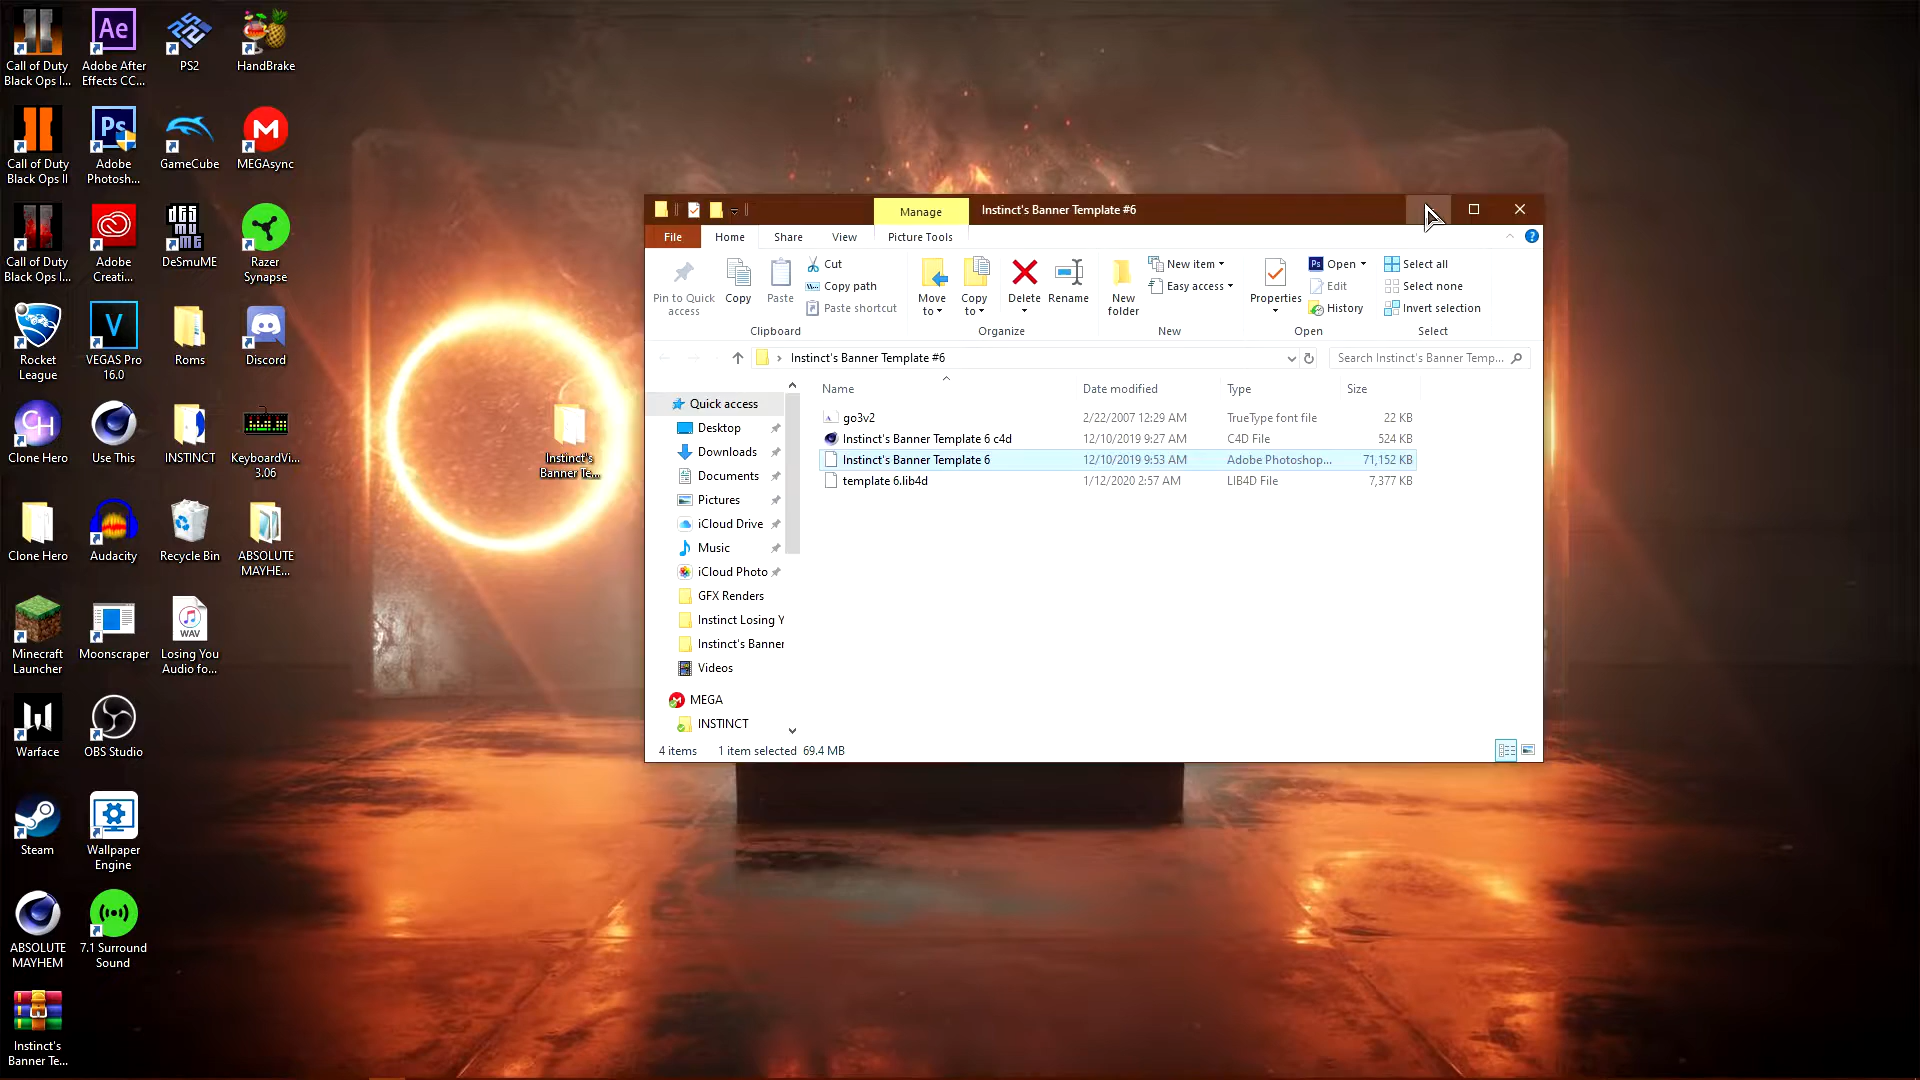 Call of Duty
Black Ops I...
Adobe After
Effects CC...
PS2
HandBrake
Call of Duty
Black Ops II
Adobe
Photosh...
GameCube
MEGAsync
Call of Duty
Black Ops I...
Adobe
Creati...
DeSmuME
Razer
Synapse
Rocket
League
VEGAS Pro
16.0
Roms
Discord
Clone Hero
Use This
INSTINCT
KeyboardVi...
3.06
Clone Hero
Audacity
Recycle Bin
ABSOLUTE
MAYHE...
Minecraft
Launcher
Moonscraper
WAV
Losing You
Audio fo...
Warface
OBS Studio
Steam
Wallpaper
Engine
ABSOLUTE
MAYHEM
7.1 Surround
Sound
Instinct's
Banner Te...
Instinct's
Banner Te...
Manage
Instinct's Banner Template #6
File
Home
Share
View
Picture Tools
Pin to Quick
access
Copy
Paste
Cut
Copy path
Paste shortcut
Clipboard
Move
to
Copy
to
Delete
Rename
Organize
New
folder
New item
Easy access
New
Properties
Open
Edit
History
Open
Select all
Select none
Invert selection
Select
Instinct's Banner Template #6
Search Instinct's Banner Temp...
Name
Date modified
Type
Size
go3v2
2/22/2007 12:29 AM
TrueType font file
22 KB
Instinct's Banner Template 6 c4d
12/10/2019 9:27 AM
C4D File
524 KB
Instinct's Banner Template 6
12/10/2019 9:53 AM
Adobe Photoshop...
71,152 KB
template 6.lib4d
1/12/2020 2:57 AM
LIB4D File
7,377 KB
Quick access
Desktop
Downloads
Documents
Pictures
iCloud Drive
Music
iCloud Photo
GFX Renders
Instinct Losing Y
Instinct's Banner
Videos
MEGA
INSTINCT
4 items
1 item selected 69.4 MB